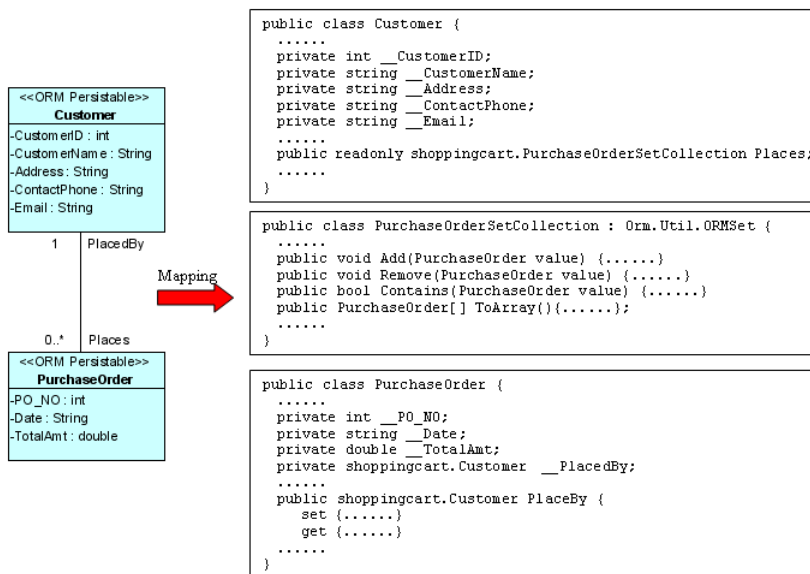 <<ORM Persistable>>
Customer
-CustomerID : int
-CustomerName : String
-Address : String
-ContactPhone : String
-Email : String
1 PlacedBy
0..* Places
<<ORM Persistable>>
PurchaseOrder
-PO_NO : int
-Date : String
-TotalAmt : double
Mapping
public class Customer {
......
private int __CustomerID;
private string __CustomerName;
private string __Address;
private string __ContactPhone;
private string __Email;
......
public readonly shoppingcart.PurchaseOrderSetCollection Places;
......
}
public class PurchaseOrderSetCollection : Orm.Util.ORMSet {
......
public void Add(PurchaseOrder value) {......}
public void Remove(PurchaseOrder value) {......}
public bool Contains(PurchaseOrder value) {......}
public PurchaseOrder[] ToArray(){......};
......
}
public class PurchaseOrder {
......
private int __PO_NO;
private string __Date;
private double __TotalAmt;
private shoppingcart.Customer __PlacedBy;
......
public shoppingcart.Customer PlaceBy {
set {......}
get {......}
......
}